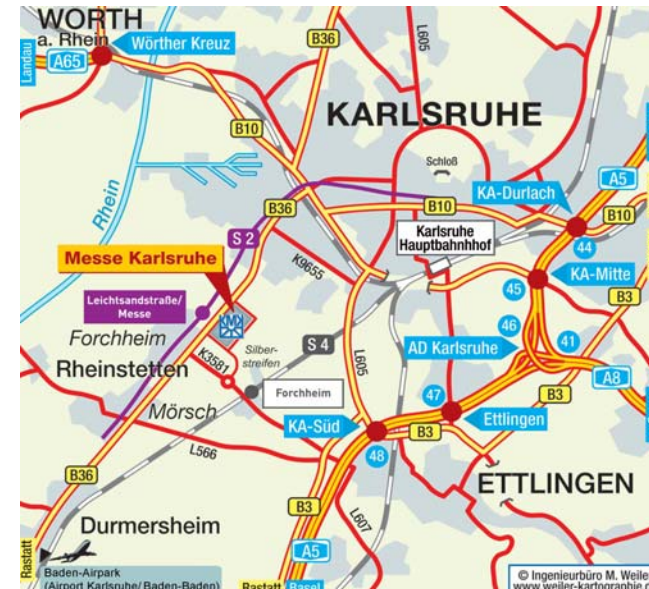 WÖRTH
a. Rhein
Wörther Kreuz
Landau
A65
B36
L605
B10
KARLSRUHE
Schloß
KA-Durlach
A5
Rhein
B36
B10
B10
S 2
Karlsruhe
Hauptbahnhhof
44
Messe Karlsruhe
K9655
KA-Mitte
45
B3
Leichtsandstraße/
Messe
46
41
Forchheim
Silber-
streifen
S 4
L605
AD Karlsruhe
Rheinstetten
K3581
A8
Forchheim
47
Mörsch
KA-Süd
Ettlingen
B3
B3
48
L566
B36
ETTLINGEN
B3
Durmersheim
L607
A5
Rastatt
Baden-Airpark
(Airport Karlsruhe/Baden-Baden)
Rastatt
Basel
© Ingenieurbüro M. Weiler
www.weiler-kartographie.d